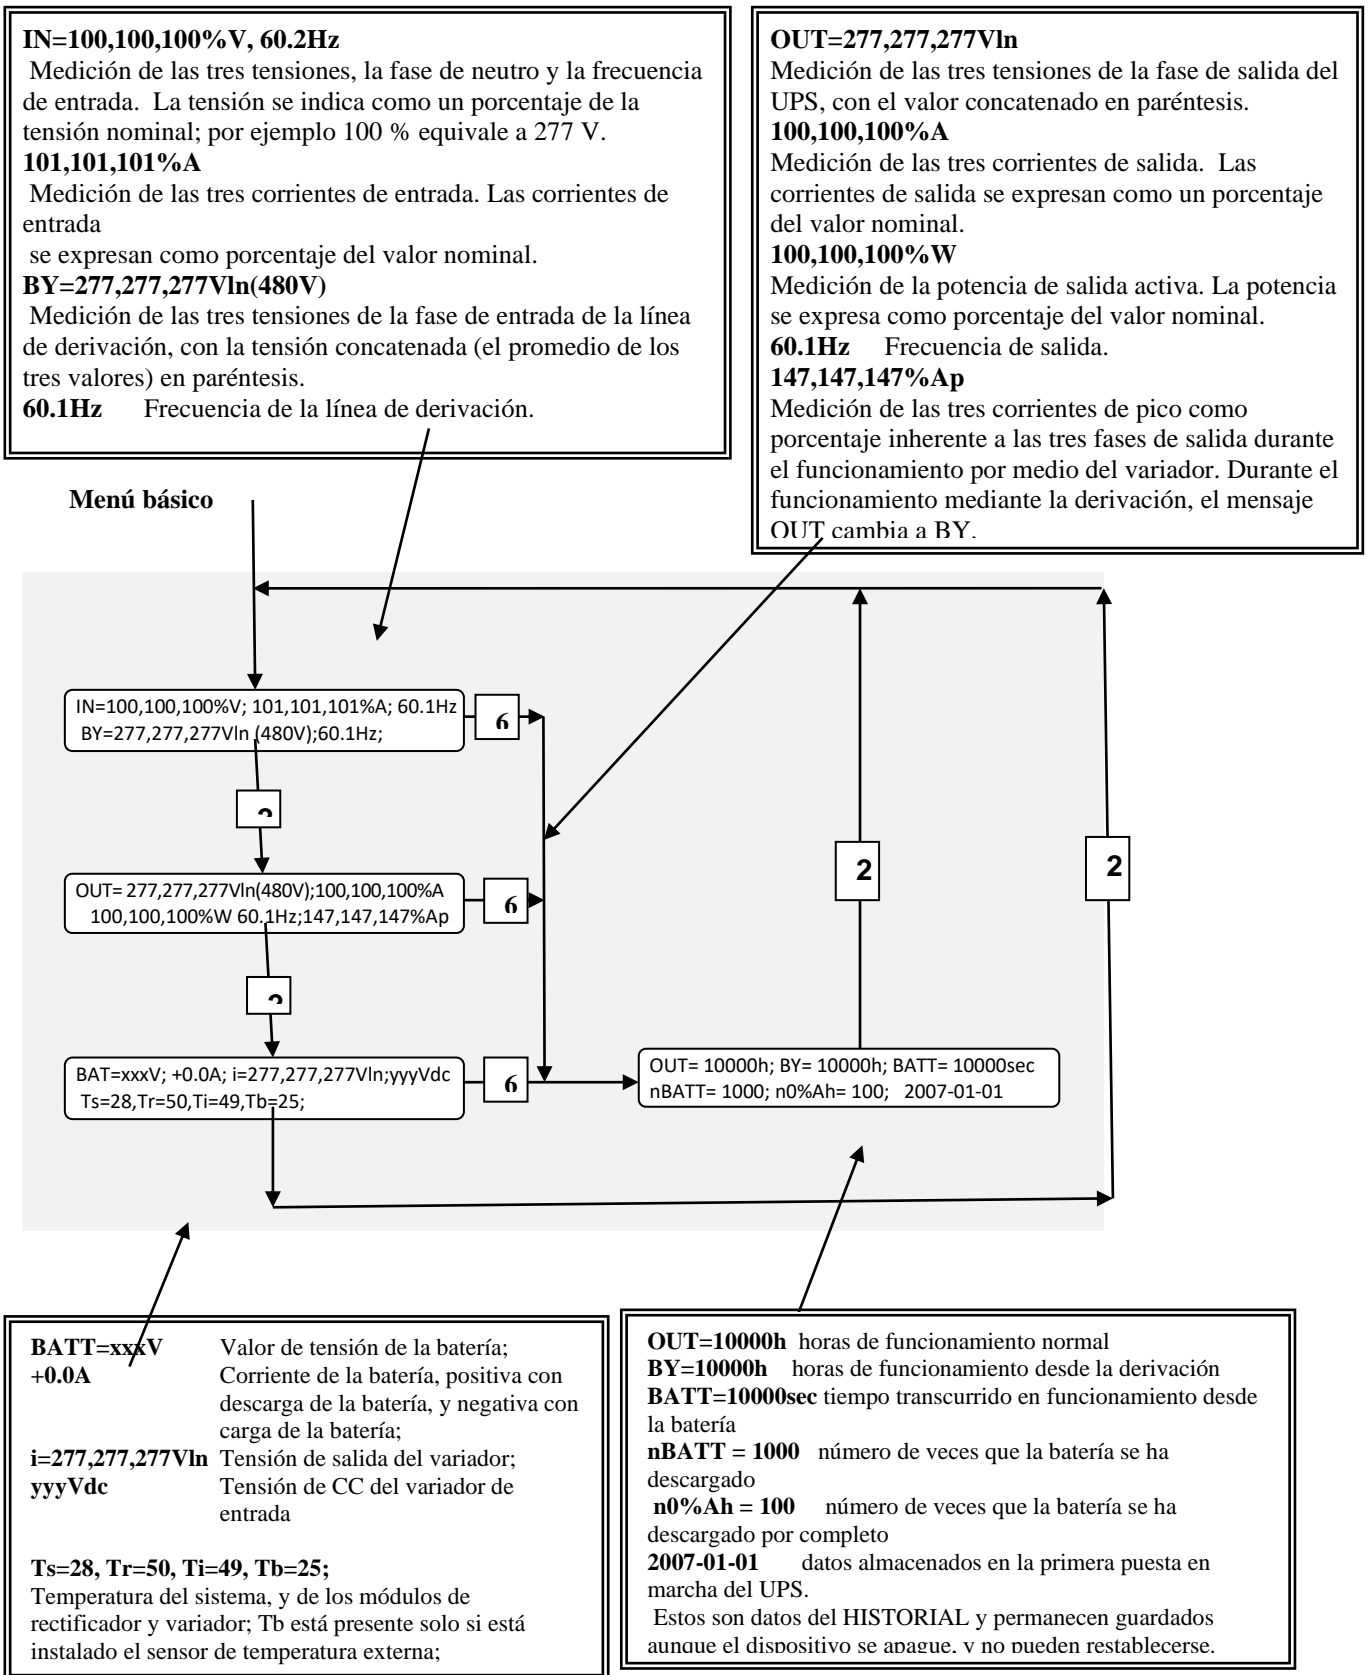 IN=100,100,100%V, 60.2Hz
Medición de las tres tensiones, la fase de neutro y la frecuencia
de entrada. La tensión se indica como un porcentaje de la
tensión nominal; por ejemplo 100 % equivale a 277 V.
101,101,101%A
Medición de las tres corrientes de entrada. Las corrientes de
entrada
se expresan como porcentaje del valor nominal.
BY=277,277,277Vln(480V)
Medición de las tres tensiones de la fase de entrada de la línea
de derivación, con la tensión concatenada (el promedio de los
tres valores) en paréntesis.
60.1Hz Frecuencia de la línea de derivación.
OUT=277,277,277Vln
Medición de las tres tensiones de la fase de salida del
UPS, con el valor concatenado en paréntesis.
100,100,100%A
Medición de las tres corrientes de salida. Las
corrientes de salida se expresan como un porcentaje
del valor nominal.
100,100,100%W
Medición de la potencia de salida activa. La potencia
se expresa como porcentaje del valor nominal.
60.1Hz Frecuencia de salida.
147,147,147%Ap
Medición de las tres corrientes de pico como
porcentaje inherente a las tres fases de salida durante
el funcionamiento por medio del variador. Durante el
funcionamiento mediante la derivación, el mensaje
OUT cambia a BY.
Menú básico
IN=100,100,100%V; 101,101,101%A; 60.1Hz
BY=277,277,277Vln (480V);60.1Hz;
6
2
OUT= 277,277,277Vln(480V);100,100,100%A
100,100,100%W 60.1Hz;147,147,147%Ap
6
2
2
2
BAT=xxxV; +0.0A; i=277,277,277Vln;yyyVdc
Ts=28,Tr=50,Ti=49,Tb=25;
6
OUT= 10000h; BY= 10000h; BATT= 10000sec
nBATT= 1000; n0%Ah= 100; 2007-01-01
BATT=xxxV Valor de tensión de la batería;
+0.0A Corriente de la batería, positiva con
descarga de la batería, y negativa con
carga de la batería;
i=277,277,277Vln Tensión de salida del variador;
yyyVdc Tensión de CC del variador de
entrada
Ts=28, Tr=50, Ti=49, Tb=25;
Temperatura del sistema, y de los módulos de
rectificador y variador; Tb está presente solo si está
instalado el sensor de temperatura externa;
OUT=10000h horas de funcionamiento normal
BY=10000h horas de funcionamiento desde la derivación
BATT=10000sec tiempo transcurrido en funcionamiento desde
la batería
nBATT = 1000 número de veces que la batería se ha
descargado
n0%Ah = 100 número de veces que la batería se ha
descargado por completo
2007-01-01 datos almacenados en la primera puesta en
marcha del UPS.
Estos son datos del HISTORIAL y permanecen guardados
aunque el dispositivo se apague, y no pueden restablecerse.